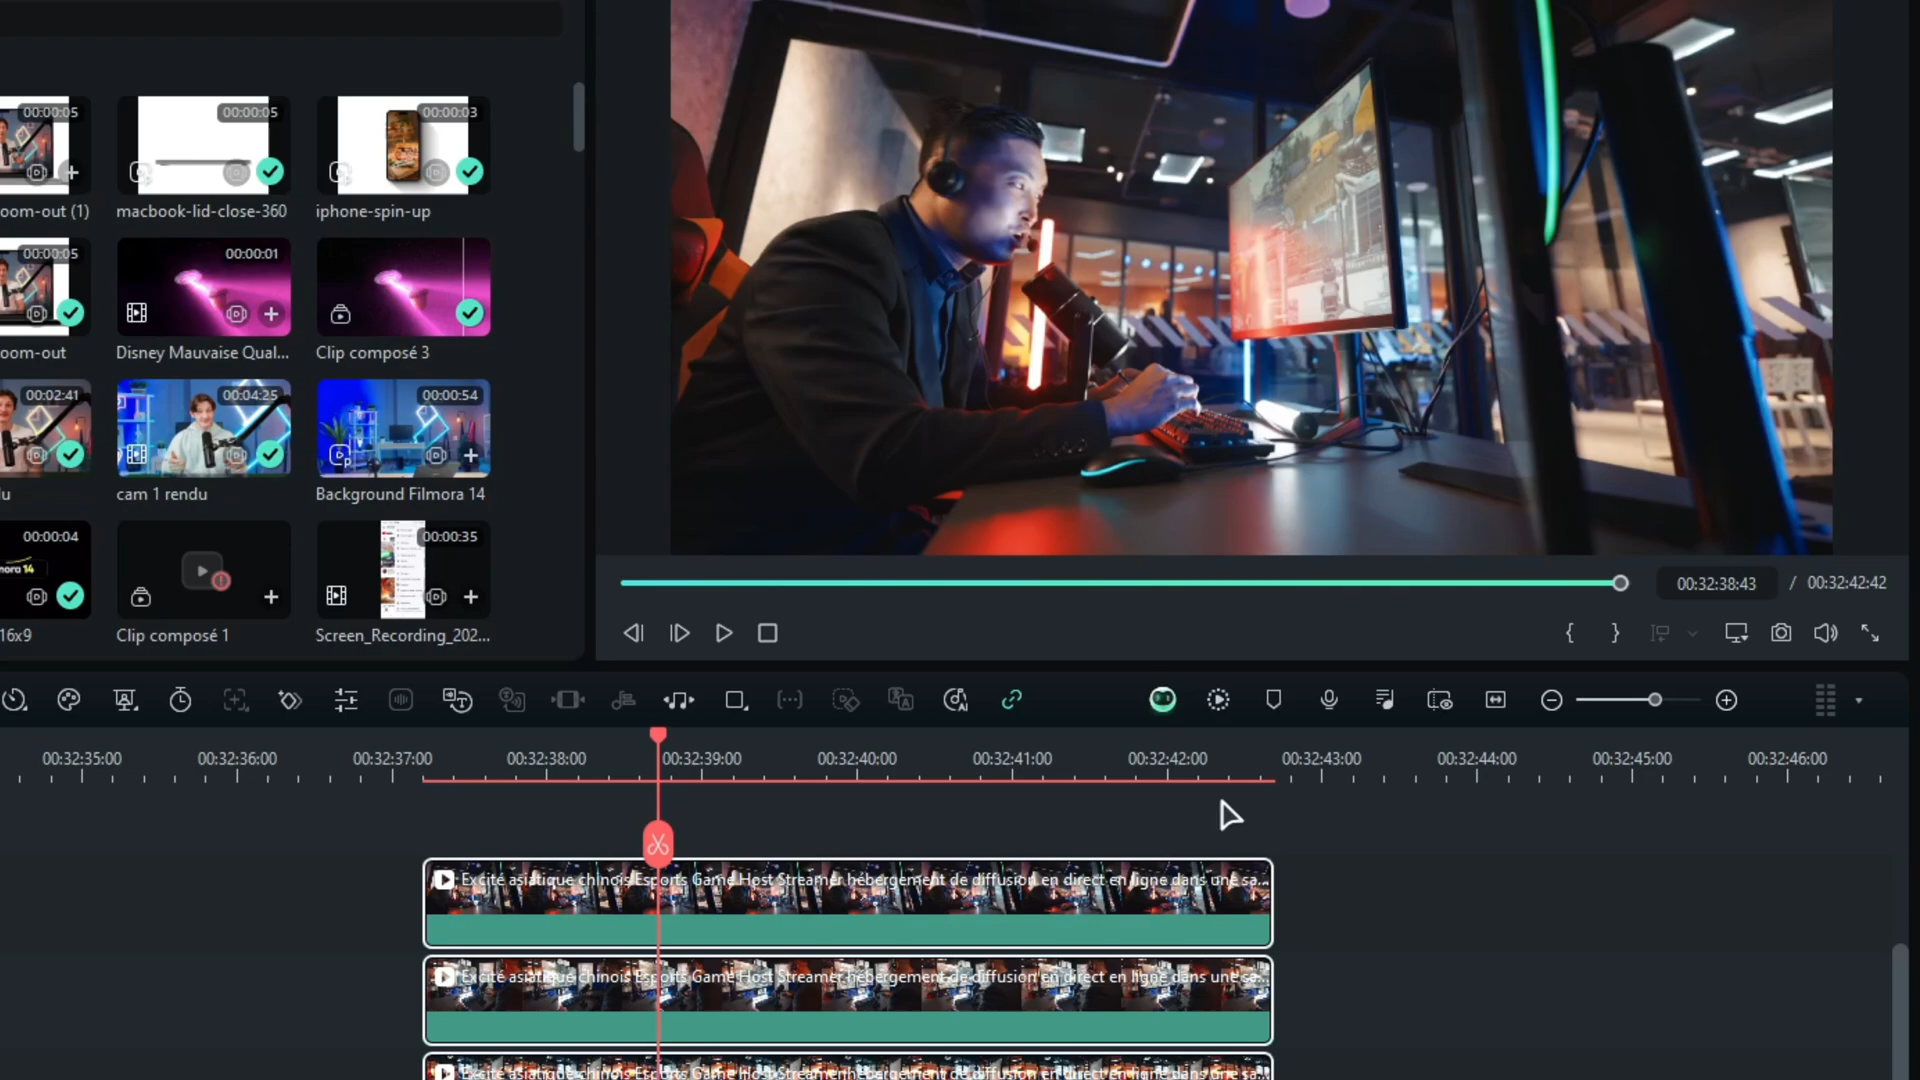 00:00:05
00:00:05
00:00:03
oom-out (1)
macbook-lid-close-360
iphone-spin-up
00:00:05
00:00:01
oom-out
Disney Mauvaise Qual...
Clip composé 3
00:02:41
00:04:25
00:00:54
lu
cam 1 rendu
Background Filmora 14
00:00:04
mora 14
00:00:35
16x9
Clip composé 1
Screen_Recording_202...
00:32:38:43 / 00:32:42:42
00:32:35:00
00:32:36:00
00:32:37:00
00:32:38:00
00:32:39:00
00:32:40:00
00:32:41:00
00:32:42:00
00:32:43:00
00:32:44:00
00:32:45:00
00:32:46:00
Excité asiatique chinois Esports Game Host Streamer hébergement de diffusion en direct en ligne dans une sa...
Excité asiatique chinois Esports Game Host Streamer hébergement de diffusion en direct en ligne dans une sa...
Excité asiatique chinois Esports Game Host Streamer hébergement de diffusion en direct en ligne dans une sa...